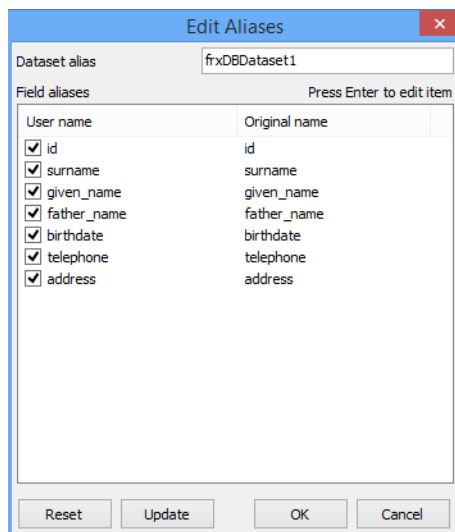 Edit Aliases
Dataset alias frxDBDataset1
Field aliases Press Enter to edit item
User name Original name
id id
surname surname
given_name given_name
father_name father_name
birthdate birthdate
telephone telephone
address address
Reset Update OK Cancel